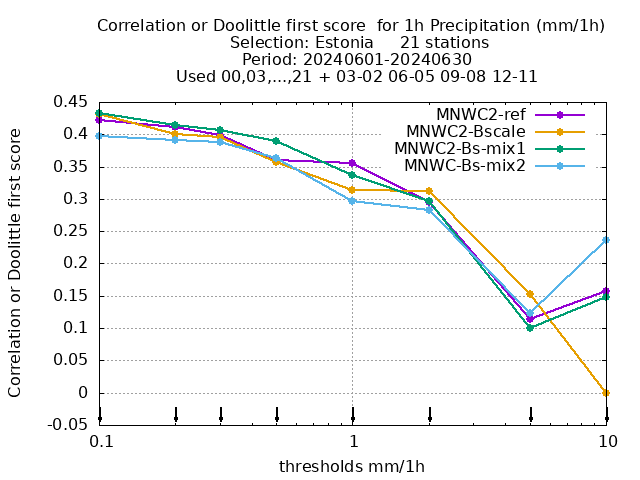 Correlation or Doolittle first score  for 1h Precipitation (mm/1h)
Selection: Estonia     21 stations
Period: 20240601-20240630
Used 00,03,...,21 + 03-02 06-05 09-08 12-11
Correlation or Doolittle first score
0.45
0.4
0.35
0.3
0.25
0.2
0.15
0.1
0.05
0
-0.05
MNWC2-ref
MNWC2-Bscale
MNWC2-Bs-mix1
MNWC-Bs-mix2
0.1
1
10
thresholds mm/1h